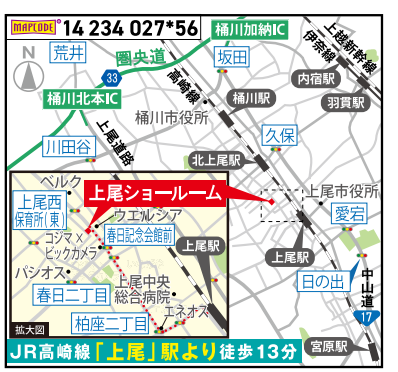 MAPCODE® 14 234 027*56
桶川加納IC
上越新幹線
伊奈線
荒井
圏央道
坂田
N
33
高崎線
内宿駅
桶川北本IC
桶川駅
羽貫駅
桶川市役所
上尾道路
久保
川田谷
北上尾駅
ベルク
上尾ショールーム
上尾市役所
上尾西
保育所(東)
ウエルシア
愛宕
春日記念会館前
コジマ×
ビックカメラ
上尾駅
上尾駅
パシオス
上尾中央
総合病院
日の出
中山道
春日二丁目
エネオス
17
柏座二丁目
拡大図
宮原駅
JR高崎線「上尾」駅より徒歩13分